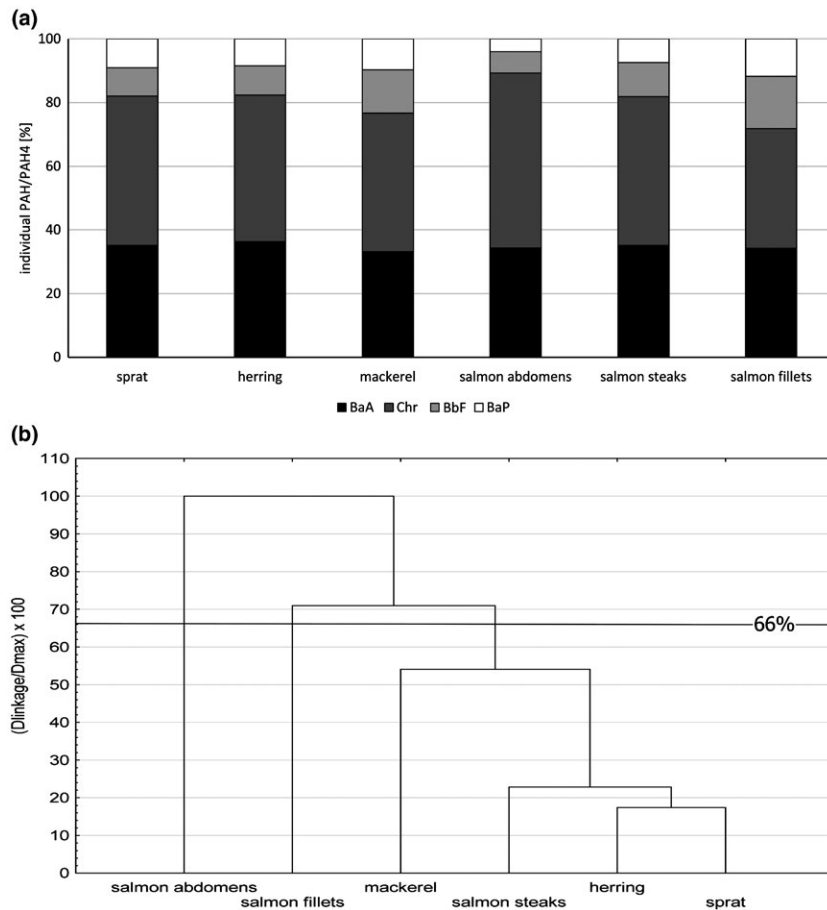 (a)
100
80
60
40
20
0
individual PAH/PAH4 [%]
sprat herring mackerel salmon abdomens salmon steaks salmon fillets
BaA Chr BbF BaP
(b)
110
100
90
80
70
60
50
40
30
20
10
0
(Dlinkage/Dmax) x 100
66%
salmon abdomens mackerel herring
salmon fillets salmon steaks sprat